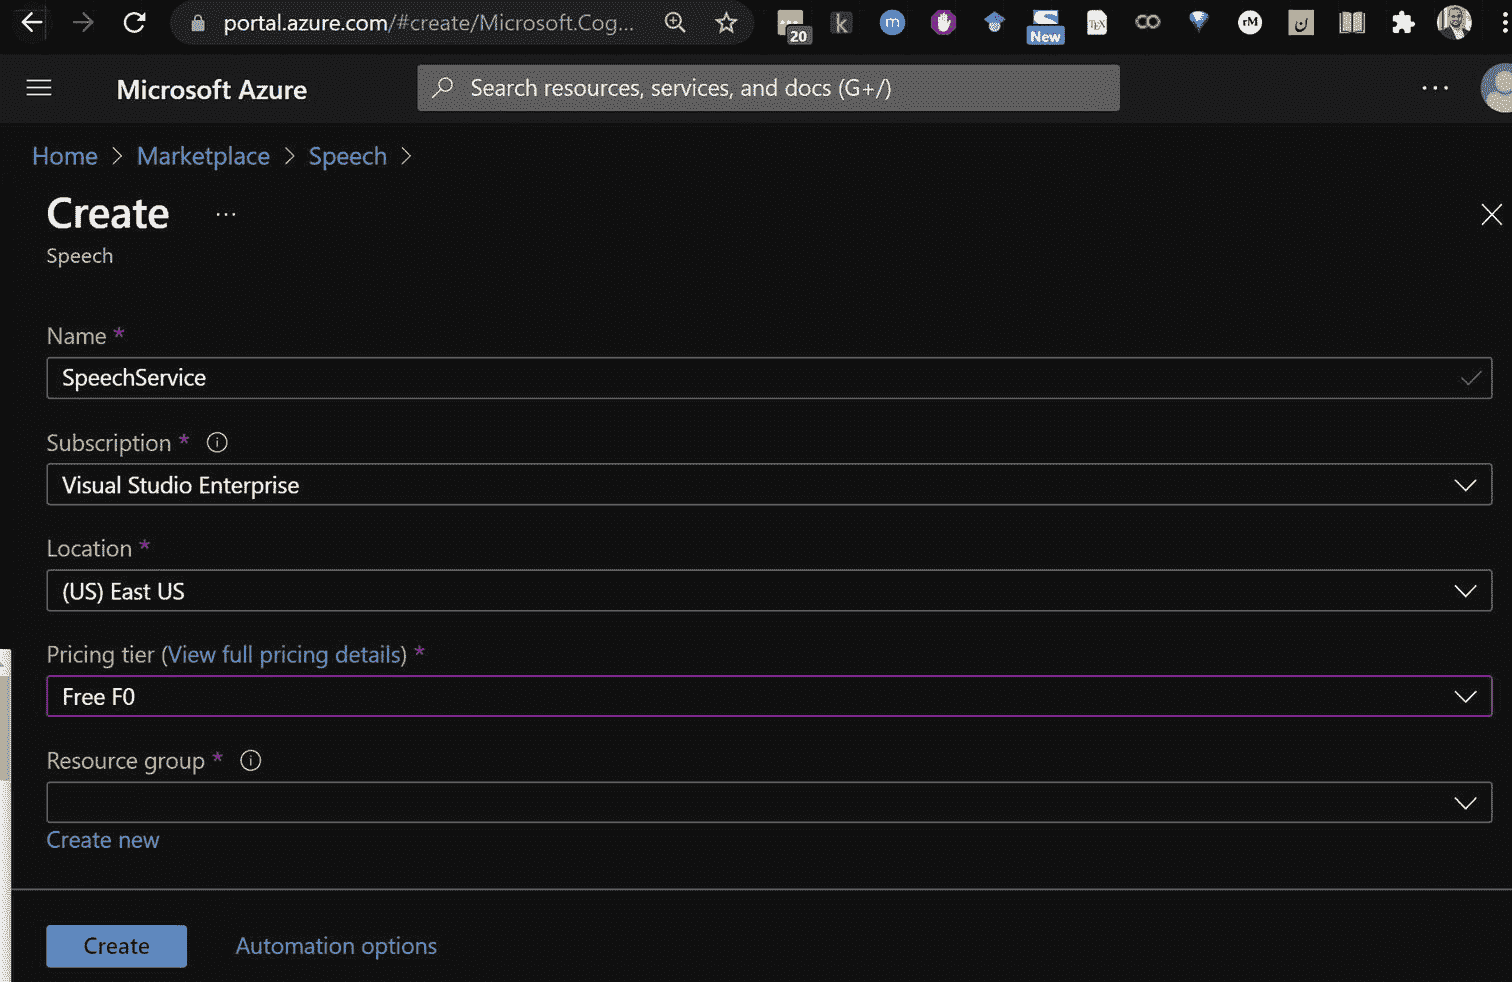 portal.azure.com/#create/Microsoft.Cog...
20
k
m
New
TEX
rM
Microsoft Azure
Search resources, services, and docs (G+/)
...
Home > Marketplace > Speech >
Create ...
Speech
Name *
SpeechService
Subscription *
Visual Studio Enterprise
Location *
(US) East US
Pricing tier (View full pricing details) *
Free F0
Resource group *
Create new
Create
Automation options